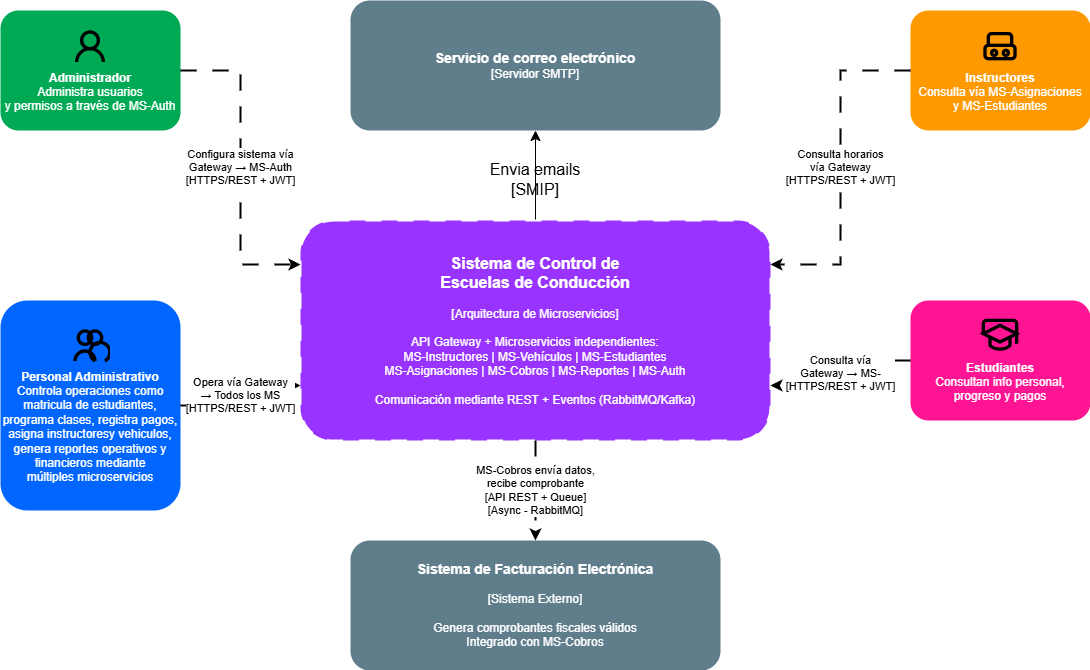 Servicio de correo electrónico
[Servidor SMTP]
Administrador
Administra usuarios
y permisos a través de MS-Auth
Instructores
Consulta vía MS-Asignaciones
y MS-Estudiantes
Configura sistema vía
Gateway → MS-Auth
[HTTPS/REST + JWT]
Envia emails
[SMIP]
Consulta horarios
vía Gateway
[HTTPS/REST + JWT]
Sistema de Control de
Escuelas de Conducción
[Arquitectura de Microservicios]
API Gateway + Microservicios independientes:
MS-Instructores | MS-Vehículos | MS-Estudiantes
MS-Asignaciones | MS-Cobros | MS-Reportes | MS-Auth
Comunicación mediante REST + Eventos (RabbitMQ/Kafka)
Personal Administrativo
Controla operaciones como
matricula de estudiantes,
programa clases, registra pagos,
asigna instructoresy vehiculos,
genera reportes operativos y
financieros mediante
múltiples microservicios
Opera vía Gateway
→ Todos los MS
[HTTPS/REST + JWT]
Consulta vía
Gateway → MS-
[HTTPS/REST + JWT]
Estudiantes
Consultan info personal,
progreso y pagos
MS-Cobros envía datos,
recibe comprobante
[API REST + Queue]
[Async - RabbitMQ]
Sistema de Facturación Electrónica
[Sistema Externo]
Genera comprobantes fiscales válidos
Integrado con MS-Cobros